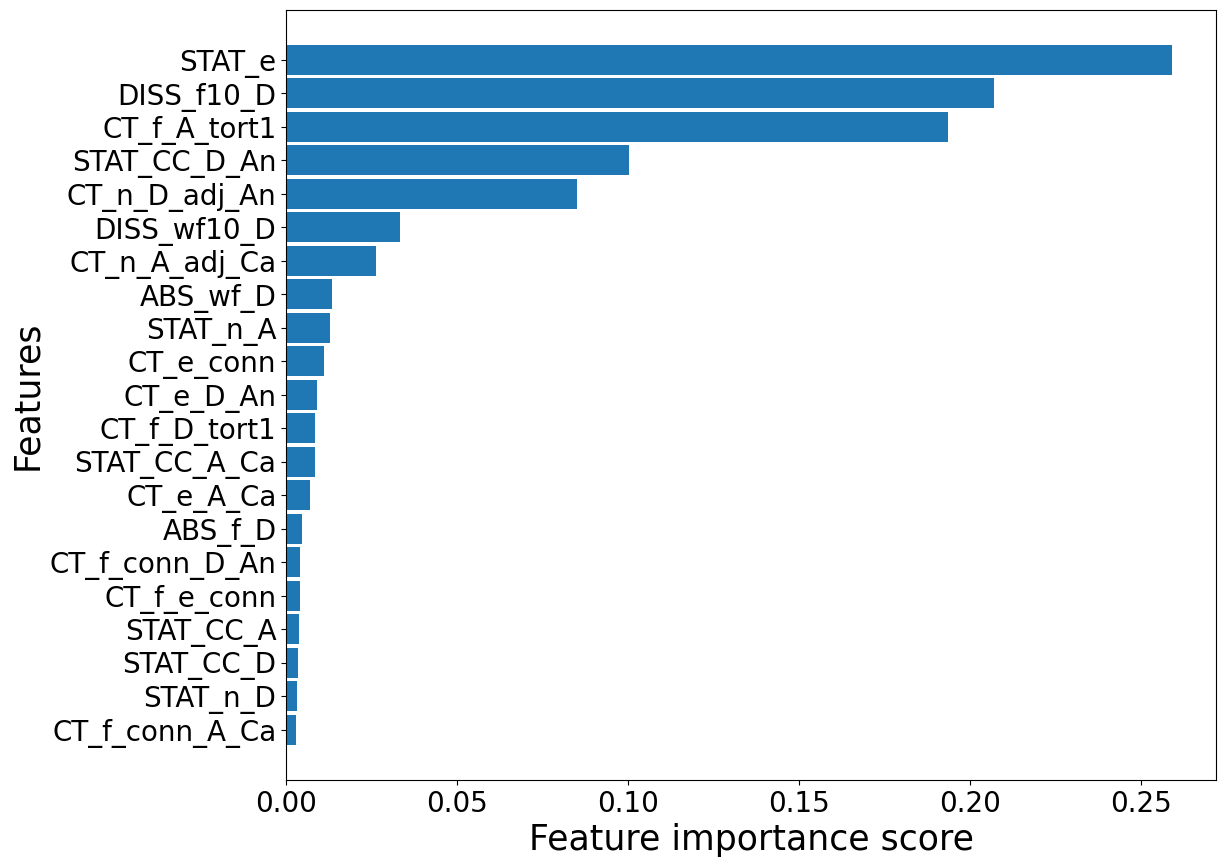 STAT_e
DISS_f10_D
CT_f_A_tort1
STAT_CC_D_An
CT_n_D_adj_An
DISS_wf10_D
CT_n_A_adj_Ca
ABS_wf_D
STAT_n_A
CT_e_conn
CT_e_D_An
CT_f_D_tort1
STAT_CC_A_Ca
CT_e_A_Ca
ABS_f_D
CT_f_conn_D_An
CT_f_e_conn
STAT_CC_A
STAT_CC_D
STAT_n_D
CT_f_conn_A_Ca
Features
0.00 0.05 0.10 0.15 0.20 0.25
Feature importance score